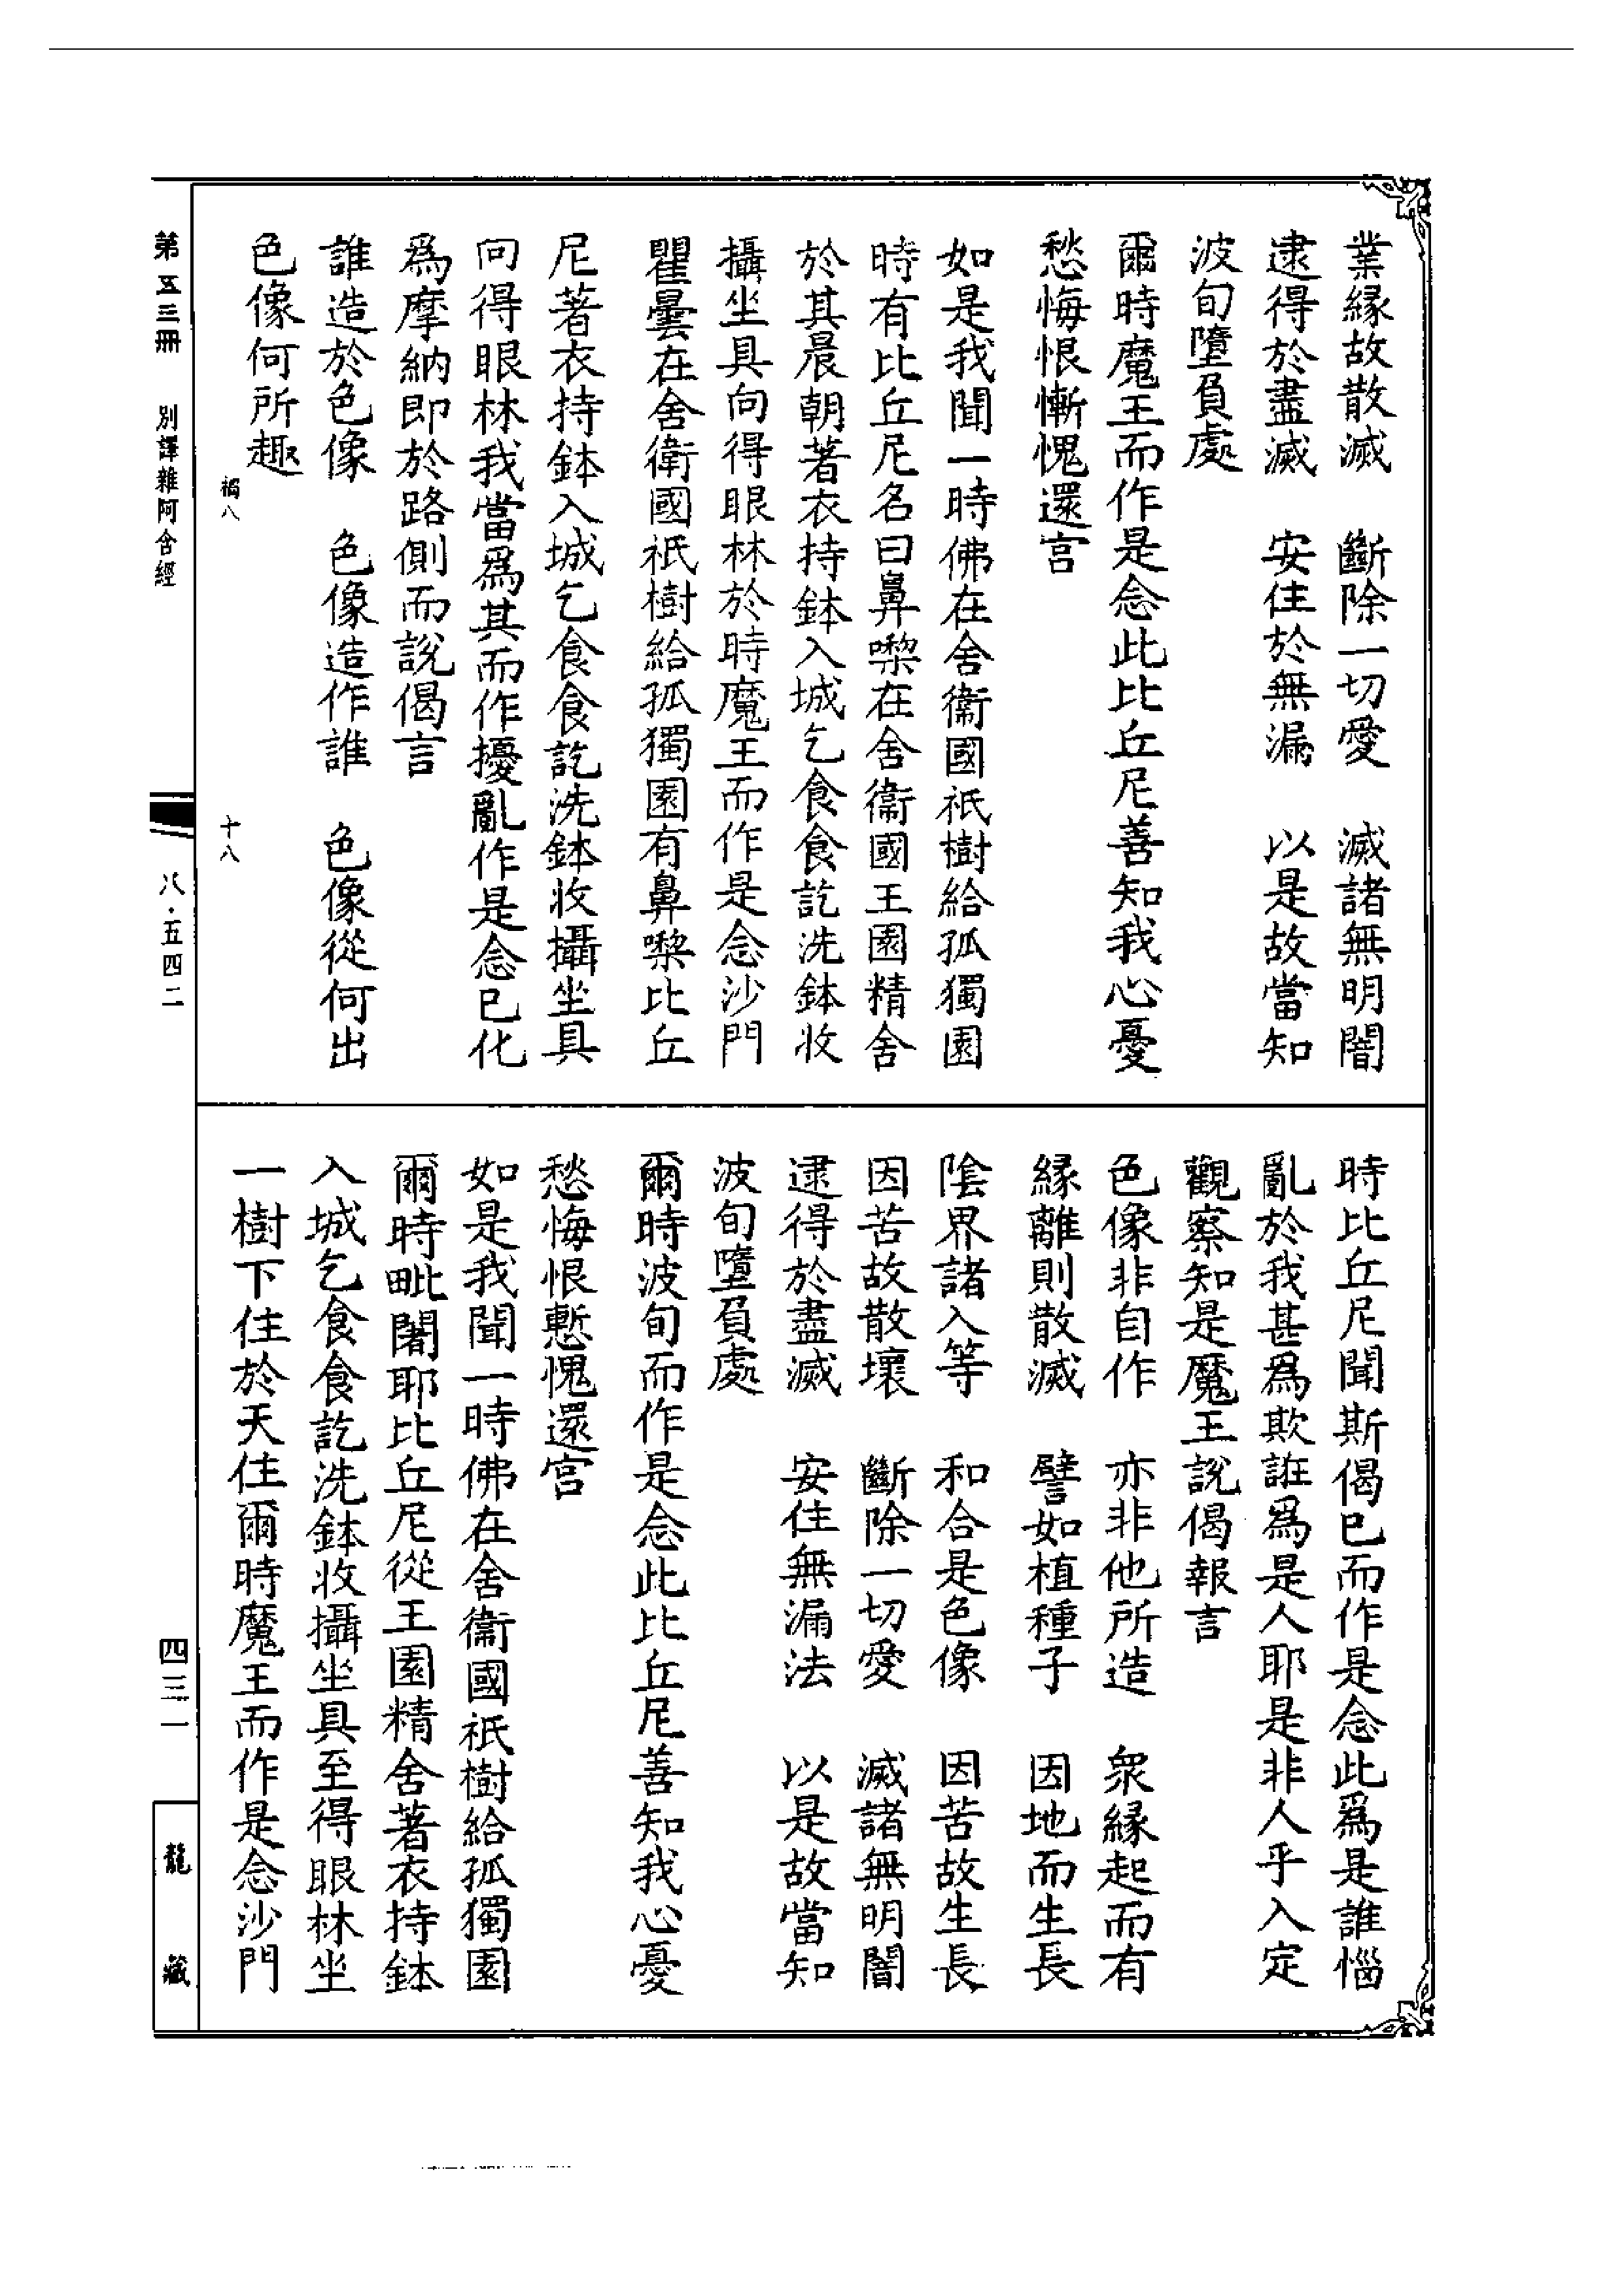 業緣故散滅　斷除一切愛　滅諸無明闇
逮得於盡滅　安住於無漏　以是故當知
波旬墮負處
爾時魔王而作是念此比丘尼善知我心憂
愁悔恨慚愧還宮
如是我聞一時佛在舍衞國祇樹給孤獨園
時有比丘尼名曰鼻㗚在舍衞國王園精舍
於其晨朝著衣持鉢入城乞食食訖洗鉢收
攝坐具向得眼林於時魔王而作是念沙門
瞿曇在舍衞國祇樹給孤獨園有鼻㗚比丘
尼著衣持鉢入城乞食食訖洗鉢收攝坐具
向得眼林我當爲其而作擾亂作是念已化
爲摩納即於路側而說偈言
誰造於色像　色像造作誰　色像從何出
色像何所趣
時比丘尼聞斯偈已而作是念此爲是誰惱
亂於我甚爲欺誑爲是人耶是非人乎入定
觀察知是魔王說偈報言
色像非自作　亦非他所造　衆緣起而有
緣離則散滅　譬如植種子　因地而生長
陰界諸入等　和合是色像　因苦故生長
因苦故散壞　斷除一切愛　滅諸無明闇
逮得於盡滅　安住無漏法　以是故當知
波旬墮負處
爾時波旬而作是念此比丘尼善知我心憂
愁悔恨慙愧還宮
如是我聞一時佛在舍衞國祇樹給孤獨園
爾時毗闍耶比丘尼從王園精舍著衣持鉢
入城乞食食訖洗鉢收攝坐具至得眼林坐
一樹下住於天住爾時魔王而作是念沙門
第五三冊　別譯雜阿含經
八·五四二
四三一
龍藏
十八